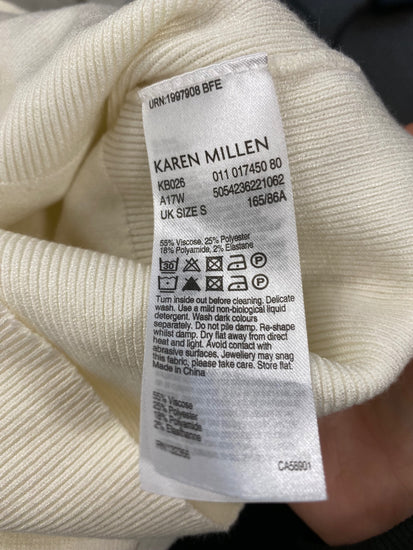 URN:1997908 BFE
KAREN MILLEN
KB026 011 017450 80
A17W 5054236221062
UK SIZE S 165/86A
55% Viscose, 25% Polyester
18% Polyamide, 2% Elastane
30
Turn inside out before cleaning. Delicate
wash. Use a mild non-biological liquid
detergent. Wash dark colours
separately. Do not pile damp. Re-shape
whilst damp. Dry flat away from direct
heat and light. Avoid contact with
abrasive surfaces, Jewellery may snag
this fabric, please take care. Store flat.
Made in China
55% Viscose
25% Polyester
18% Polyamide
2%
CA58901